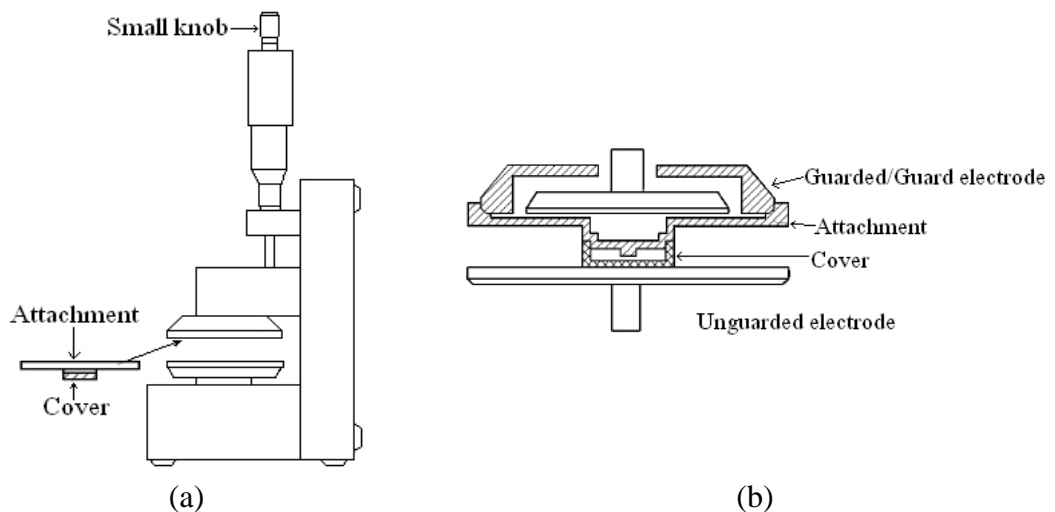 Small knob
Attachment
Cover
(a)
Guarded/Guard electrode
Attachment
Cover
Unguarded electrode
(b)